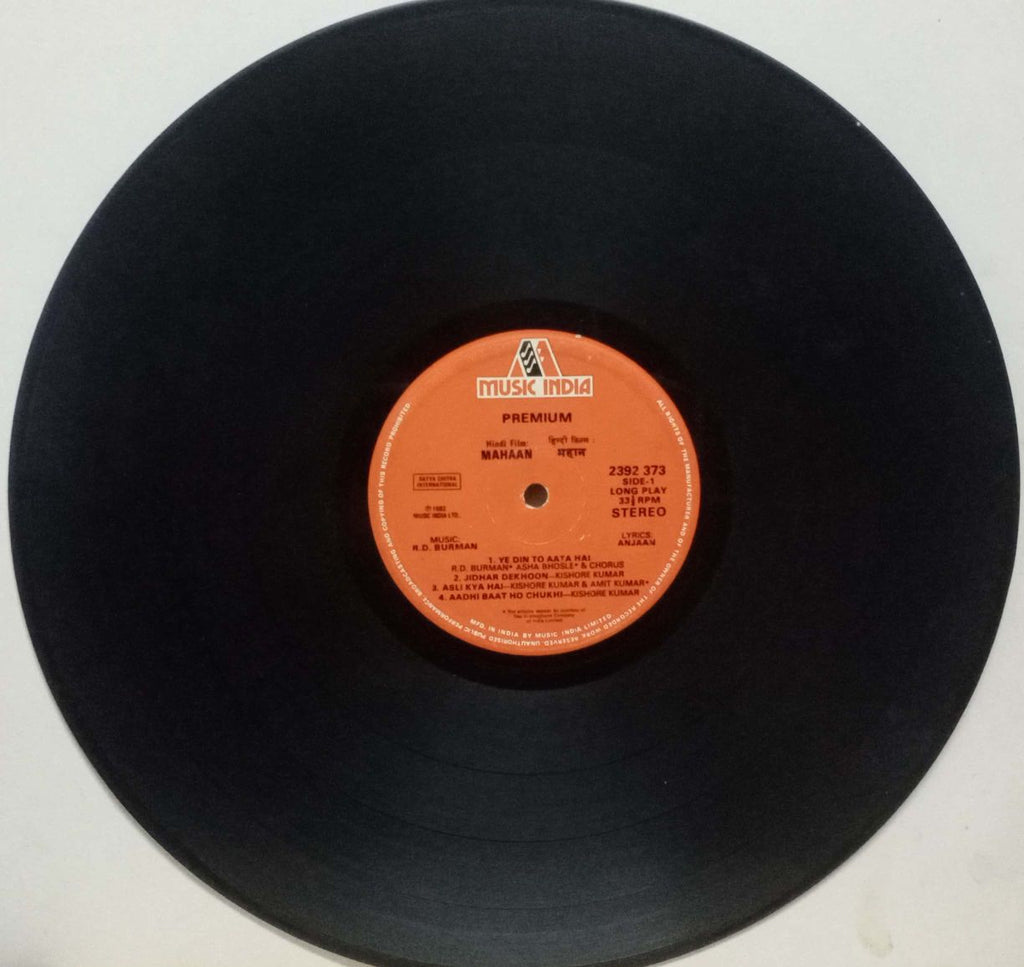 MUSIC INDIA
PREMIUM
Hindi Film: हिन्दी फिल्म :
MAHAAN महान
SATYA CHITRA
INTERNATIONAL
2392 373
SIDE-1
LONG PLAY
33⅓ RPM
STEREO
MUSIC INDIA LTD.
MUSIC:
R.D. BURMAN
LYRICS:
ANJAAN
1. YE DIN TO AATA HAI
R.D. BURMAN* ASHA BHOSLE* & CHORUS
2. JIDHAR DEKHOON—KISHORE KUMAR
3. ASLI KYA HAI—KISHORE KUMAR & AMIT KUMAR*
4. AADHI BAAT HO CHUKHI—KISHORE KUMAR
ALL RIGHTS OF THE MANUFACTURER AND OF THE OWNER OF THE RECORDED WORK RESERVED. UNAUTHORISED PUBLIC PERFORMANCE, BROADCASTING AND COPYING OF THIS RECORD PROHIBITED.
MFD. IN INDIA BY MUSIC INDIA LIMITED